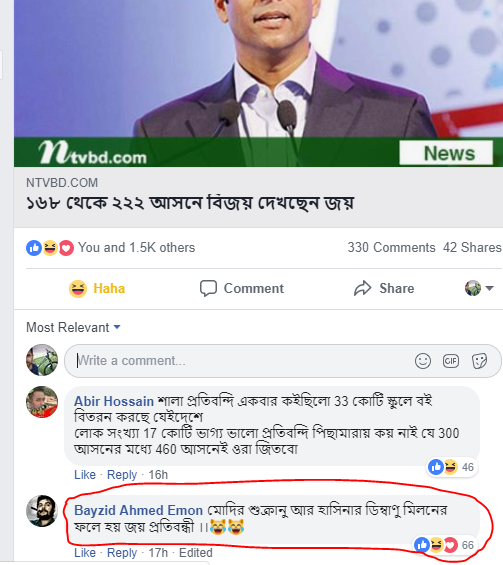 ntvbd.com
News
NTVBD.COM
১৬৮ থেকে ২২২ আসনে বিজয় দেখছেন জয়
You and 1.5K others
330 Comments 42 Shares
Haha
Comment
Share
Most Relevant
Write a comment...
GIF
Abir Hossain শালা প্রতিবন্দি একবার কইছিলো 33 কোটি স্কুলে বই
বিতরন করছে যেইদেশে
লোক সংখ্যা 17 কোটি ভাগ্য ভালো প্রতিবন্দি পিছামারায় কয় নাই যে 300
আসনের মধ্যে 460 আসনেই ওরা জিতবো
46
Like · Reply · 16h
Bayzid Ahmed Emon মোদির শুক্রানু আর হাসিনার ডিম্বাণু মিলনের
ফলে হয় জয় প্রতিবন্ধী ।।😹😹
66
Like · Reply · 17h · Edited